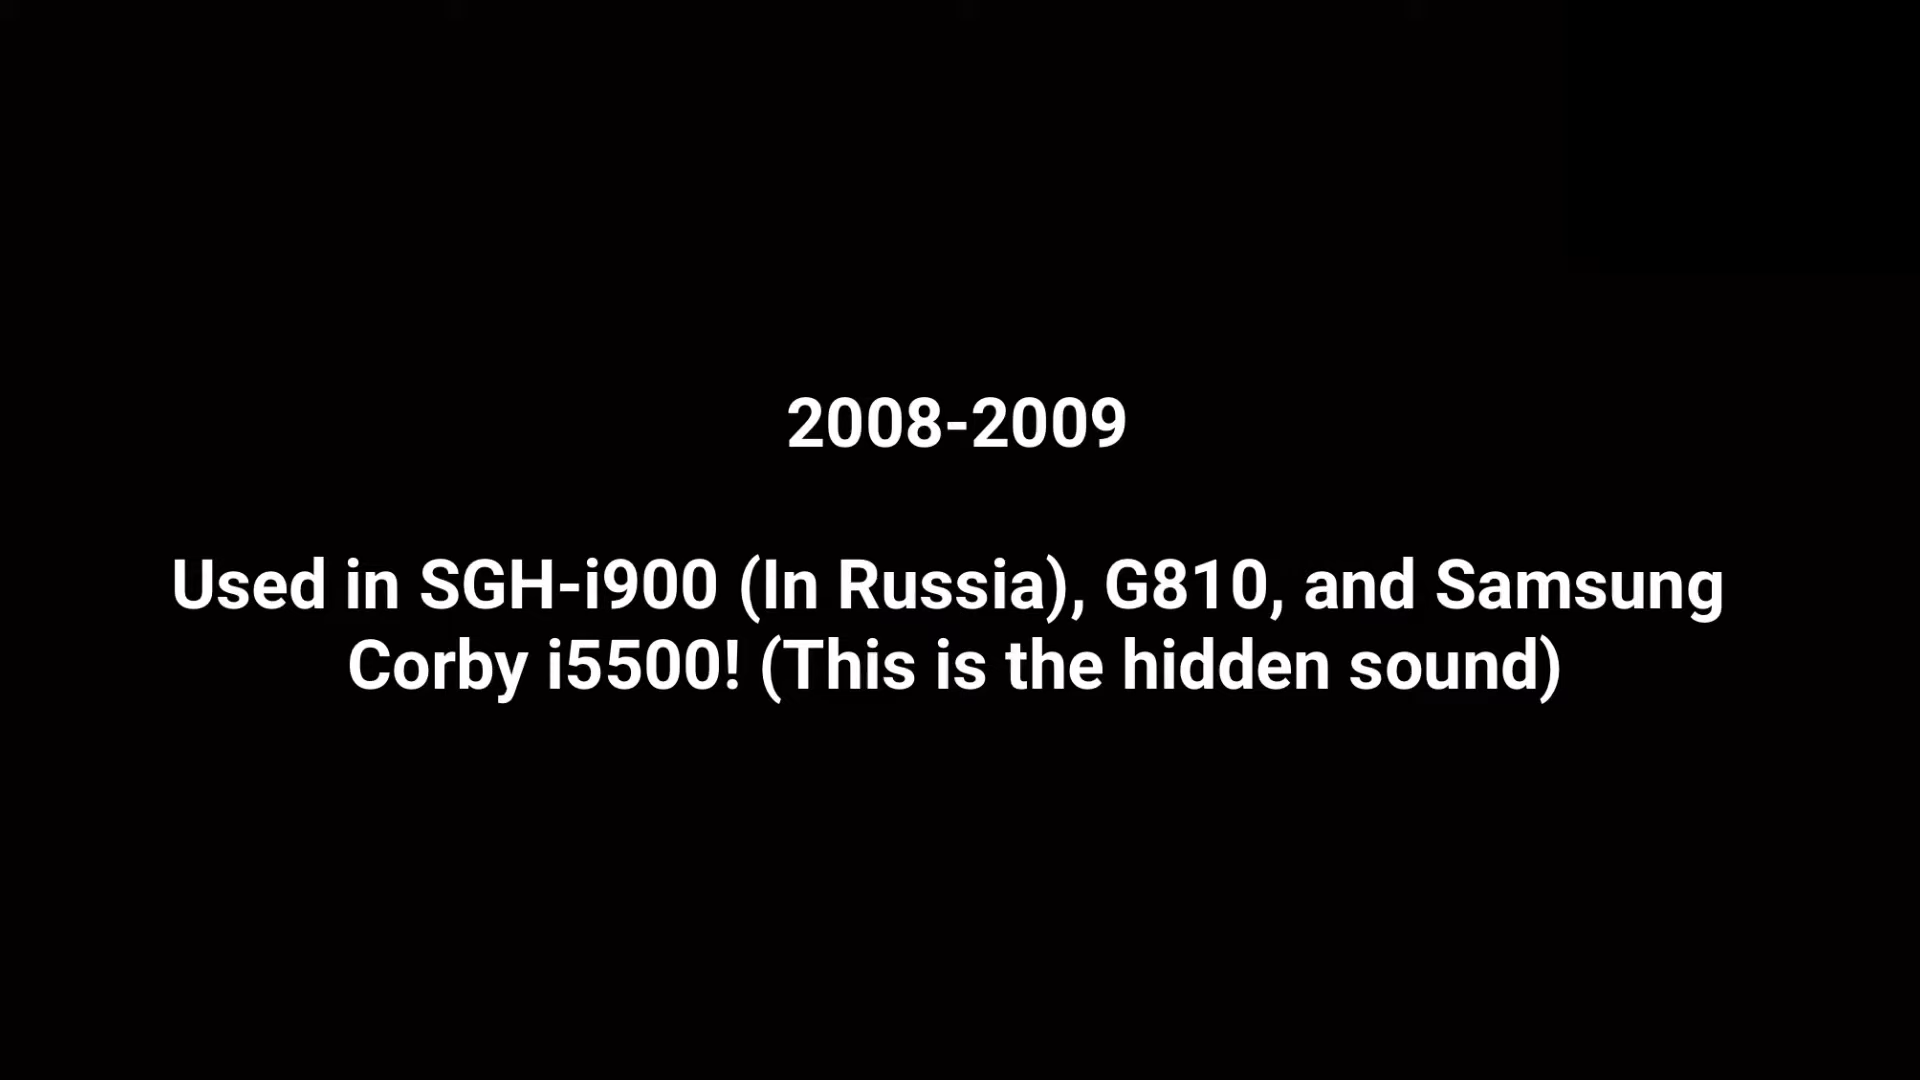 2008-2009
Used in SGH-i900 (In Russia), G810, and Samsung
Corby i5500! (This is the hidden sound)